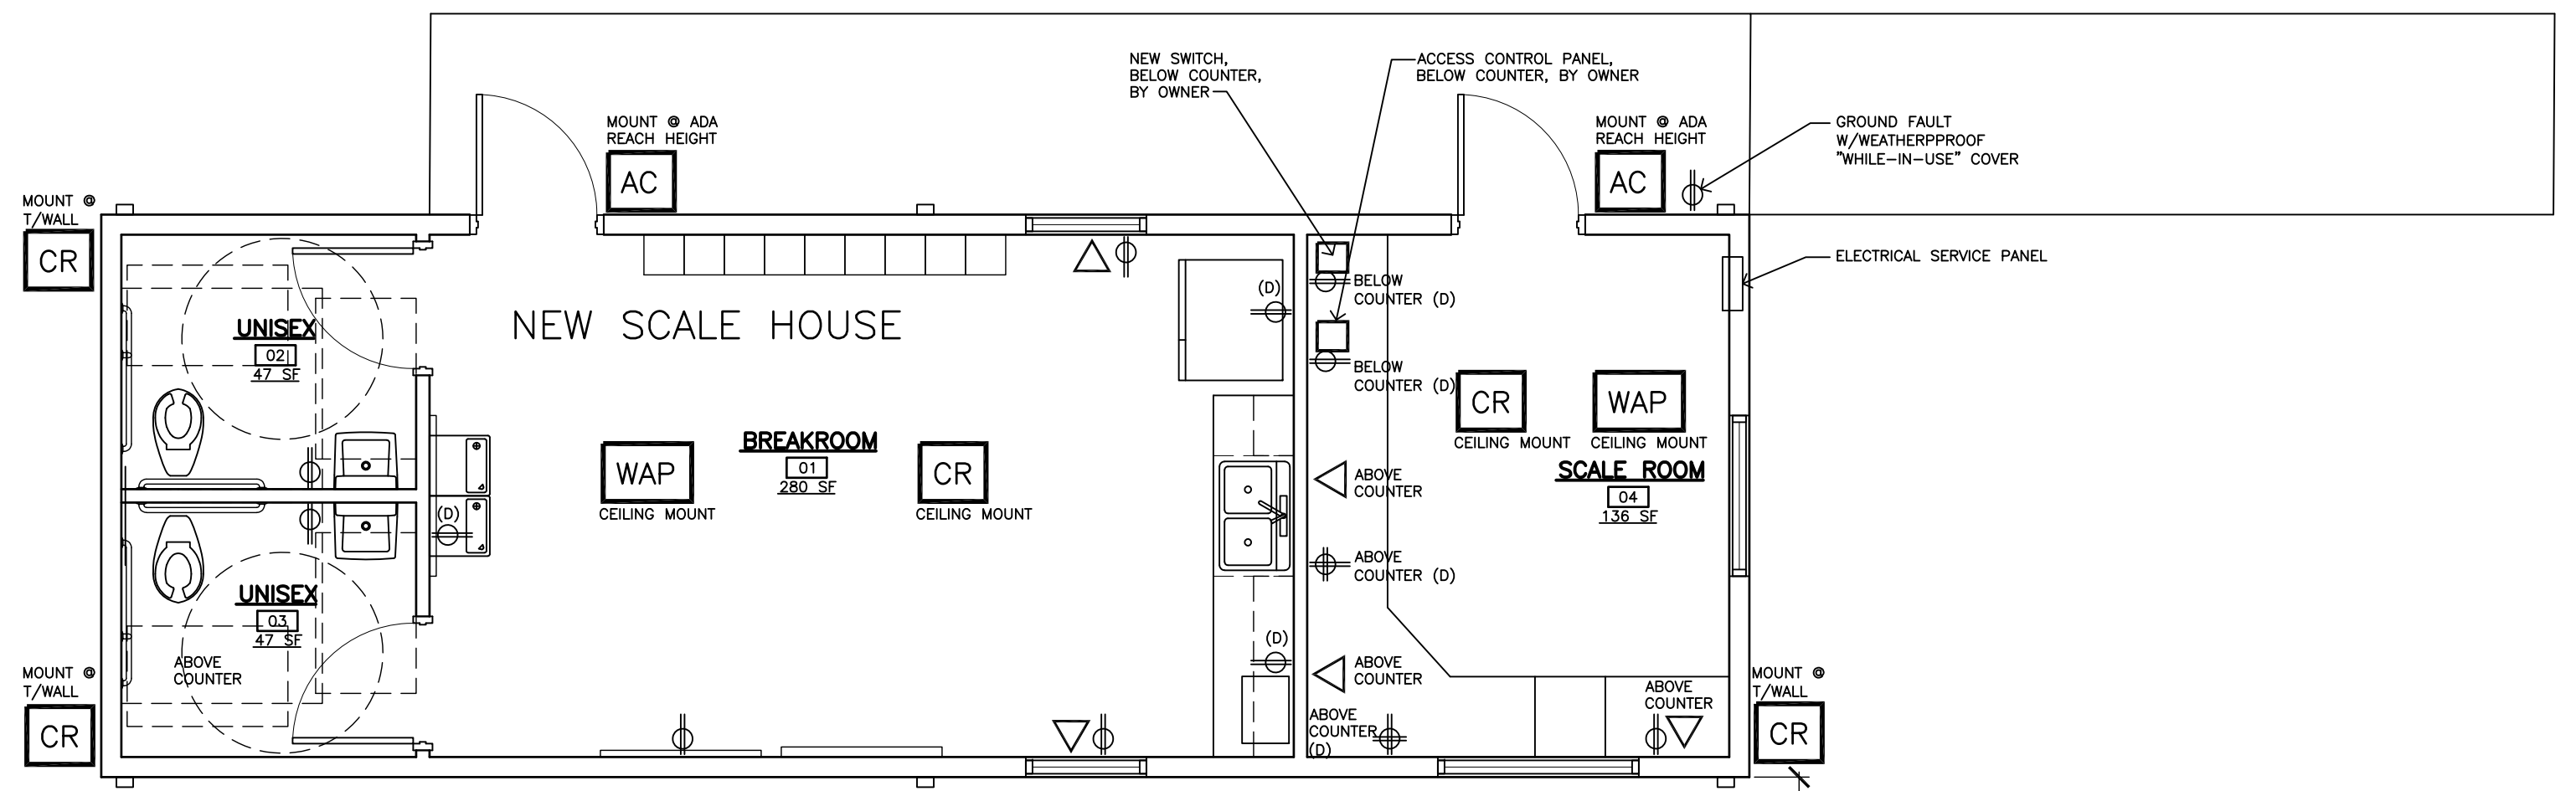 NEW SWITCH,
BELOW COUNTER,
BY OWNER
ACCESS CONTROL PANEL,
BELOW COUNTER, BY OWNER
MOUNT @ ADA
REACH HEIGHT
AC
MOUNT @ ADA
REACH HEIGHT
AC
GROUND FAULT
W/WEATHERPPROOF
"WHILE-IN-USE" COVER
MOUNT @
T/WALL
CR
ELECTRICAL SERVICE PANEL
(D)
BELOW
COUNTER (D)
NEW SCALE HOUSE
UNISEX
02
47 SF
BELOW
COUNTER (D)
CR
CEILING MOUNT
WAP
CEILING MOUNT
BREAKROOM
01
280 SF
WAP
CEILING MOUNT
CR
CEILING MOUNT
SCALE ROOM
04
136 SF
ABOVE
COUNTER
(D)
ABOVE
COUNTER (D)
UNISEX
03
47 SF
(D)
ABOVE
COUNTER
ABOVE
COUNTER
MOUNT @
T/WALL
CR
ABOVE
COUNTER
(D)
ABOVE
COUNTER
MOUNT @
T/WALL
CR